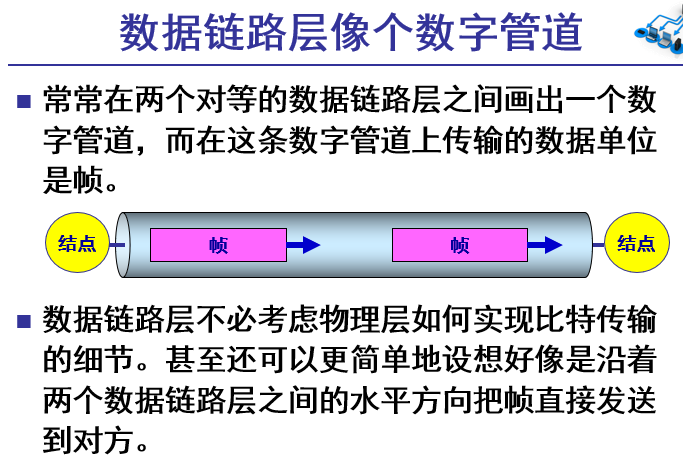 数据链路层像个数字管道
常常在两个对等的数据链路层之间画出一个数
字管道，而在这条数字管道上传输的数据单位
是帧。
结点 帧 帧 结点
数据链路层不必考虑物理层如何实现比特传输
的细节。甚至还可以更简单地设想好像是沿着
两个数据链路层之间的水平方向把帧直接发送
到对方。